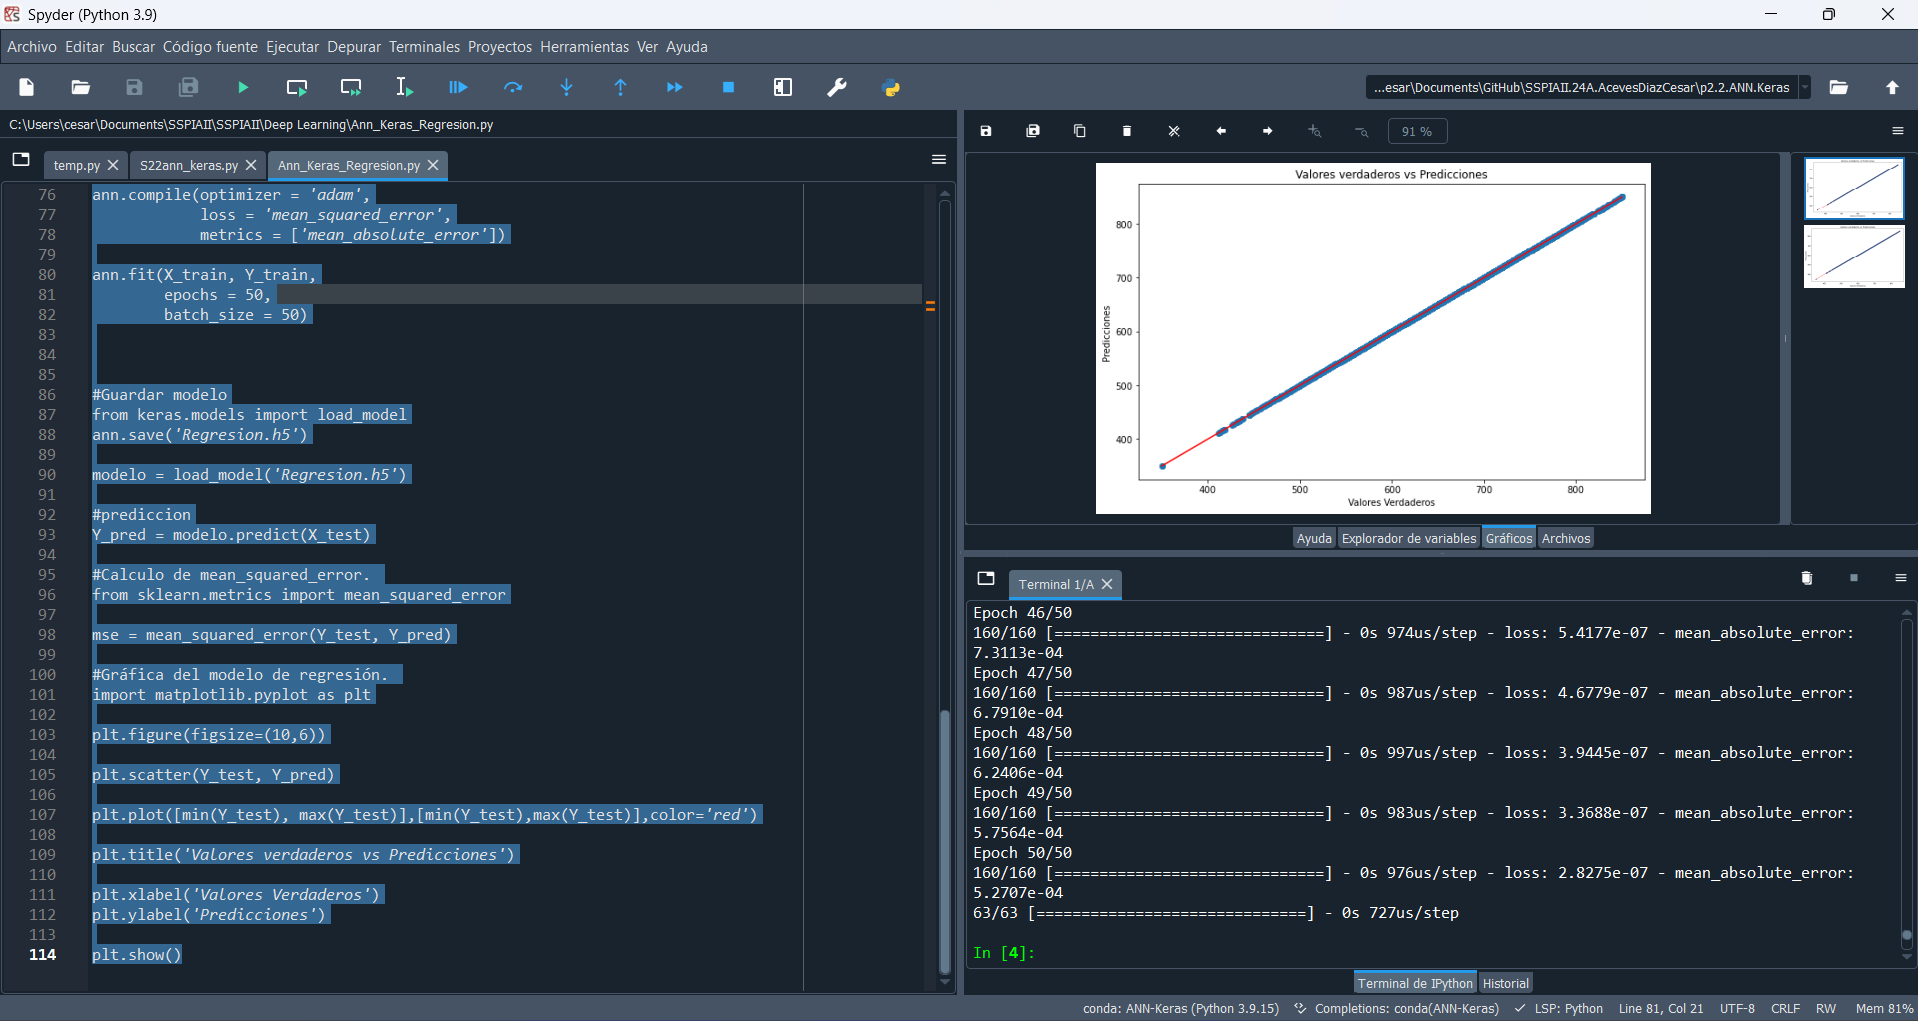 Spyder (Python 3.9)
Archivo Editar Buscar Código fuente Ejecutar Depurar Terminales Proyectos Herramientas Ver Ayuda
...esar\Documents\GitHub\SSPIAII.24A.AcevesDiazCesar\p2.2.ANN.Keras
C:\Users\cesar\Documents\SSPIAII\SSPIAII\Deep Learning\Ann_Keras_Regresion.py
temp.py S22ann_keras.py Ann_Keras_Regresion.py
76 ann.compile(optimizer = 'adam',
77 loss = 'mean_squared_error',
78 metrics = ['mean_absolute_error'])
79
80 ann.fit(X_train, Y_train,
81 epochs = 50,
82 batch_size = 50)
83
84
85
86 #Guardar modelo
87 from keras.models import load_model
88 ann.save('Regresion.h5')
89
90 modelo = load_model('Regresion.h5')
91
92 #prediccion
93 Y_pred = modelo.predict(X_test)
94
95 #Calculo de mean_squared_error.
96 from sklearn.metrics import mean_squared_error
97
98 mse = mean_squared_error(Y_test, Y_pred)
99
100 #Gráfica del modelo de regresión.
101 import matplotlib.pyplot as plt
102
103 plt.figure(figsize=(10,6))
104
105 plt.scatter(Y_test, Y_pred)
106
107 plt.plot([min(Y_test), max(Y_test)],[min(Y_test),max(Y_test)],color='red')
108
109 plt.title('Valores verdaderos vs Predicciones')
110
111 plt.xlabel('Valores Verdaderos')
112 plt.ylabel('Predicciones')
113
114 plt.show()
91 %
Valores verdaderos vs Predicciones
Predicciones
800
700
600
500
400
400 500 600 700 800
Valores Verdaderos
Ayuda Explorador de variables Gráficos Archivos
Terminal 1/A
Epoch 46/50
160/160 [==============================] - 0s 974us/step - loss: 5.4177e-07 - mean_absolute_error:
7.3113e-04
Epoch 47/50
160/160 [==============================] - 0s 987us/step - loss: 4.6779e-07 - mean_absolute_error:
6.7910e-04
Epoch 48/50
160/160 [==============================] - 0s 997us/step - loss: 3.9445e-07 - mean_absolute_error:
6.2406e-04
Epoch 49/50
160/160 [==============================] - 0s 983us/step - loss: 3.3688e-07 - mean_absolute_error:
5.7564e-04
Epoch 50/50
160/160 [==============================] - 0s 976us/step - loss: 2.8275e-07 - mean_absolute_error:
5.2707e-04
63/63 [==============================] - 0s 727us/step
In [4]:
Terminal de IPython Historial
conda: ANN-Keras (Python 3.9.15) Completions: conda(ANN-Keras) LSP: Python Line 81, Col 21 UTF-8 CRLF RW Mem 81%